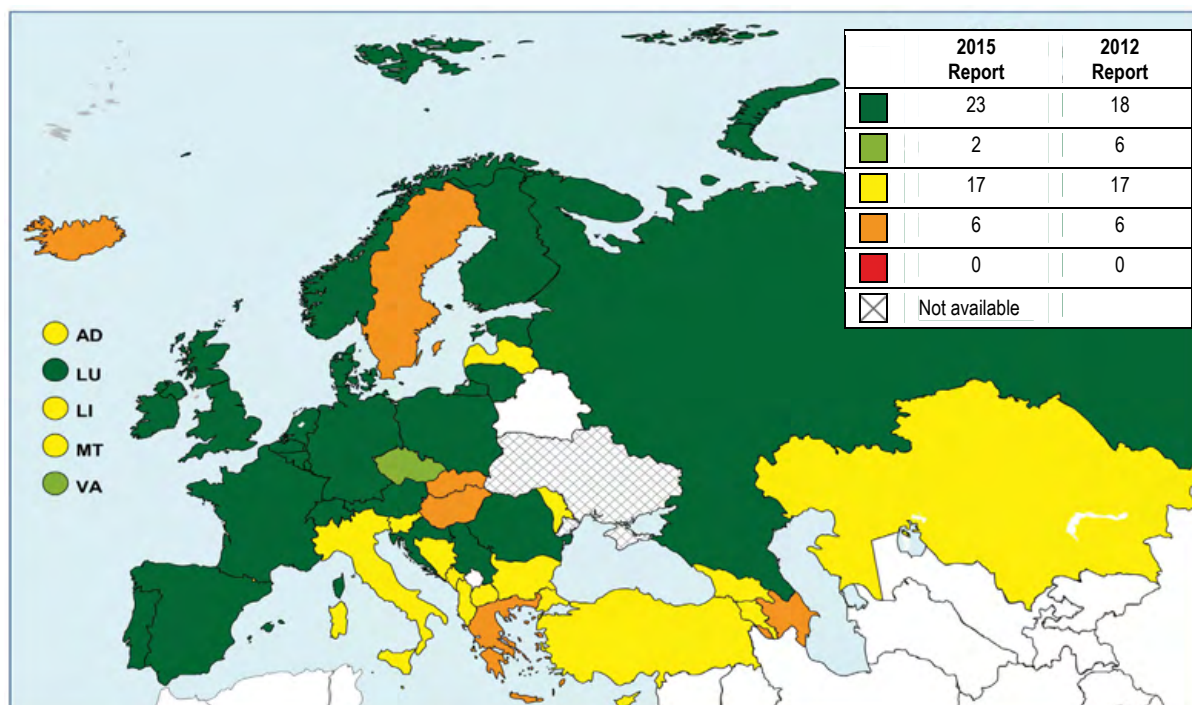 2015 Report 2012 Report
23 18
2 6
17 17
6 6
0 0
Not available
AD
LU
LI
MT
VA